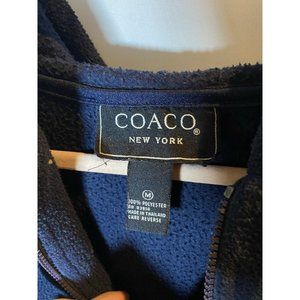 COACO®
NEW YORK
M
100% POLYESTER
MADE IN THAILAND
CARE REVERSE